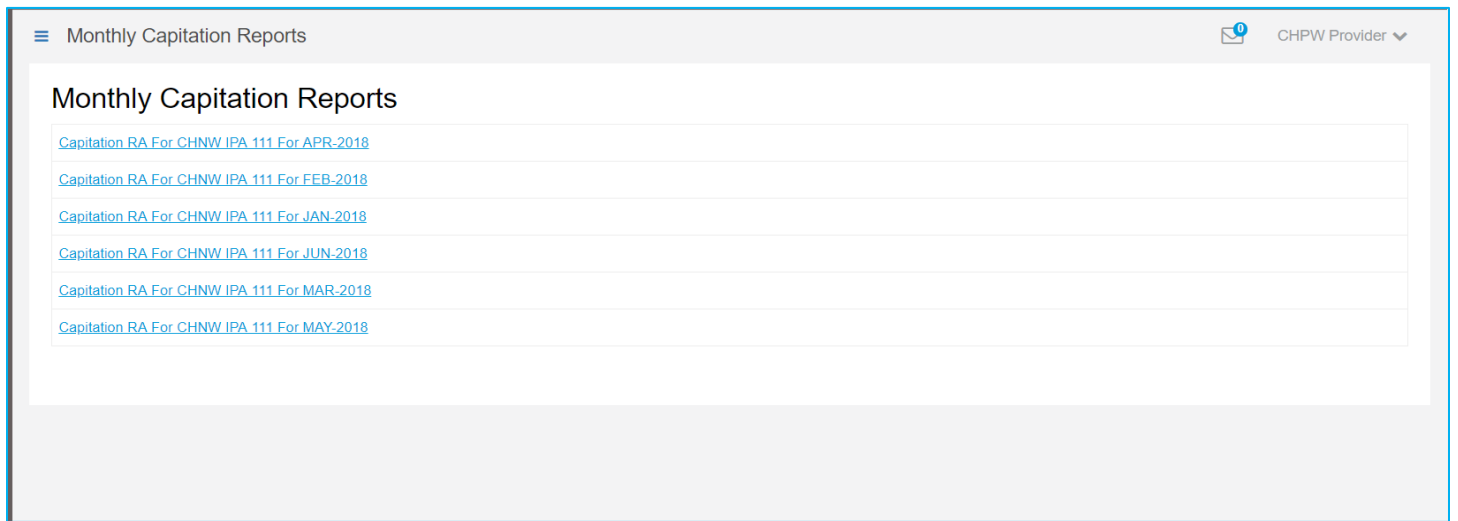 Monthly Capitation Reports
0
CHPW Provider
Monthly Capitation Reports
Capitation RA For CHNW IPA 111 For APR-2018
Capitation RA For CHNW IPA 111 For FEB-2018
Capitation RA For CHNW IPA 111 For JAN-2018
Capitation RA For CHNW IPA 111 For JUN-2018
Capitation RA For CHNW IPA 111 For MAR-2018
Capitation RA For CHNW IPA 111 For MAY-2018